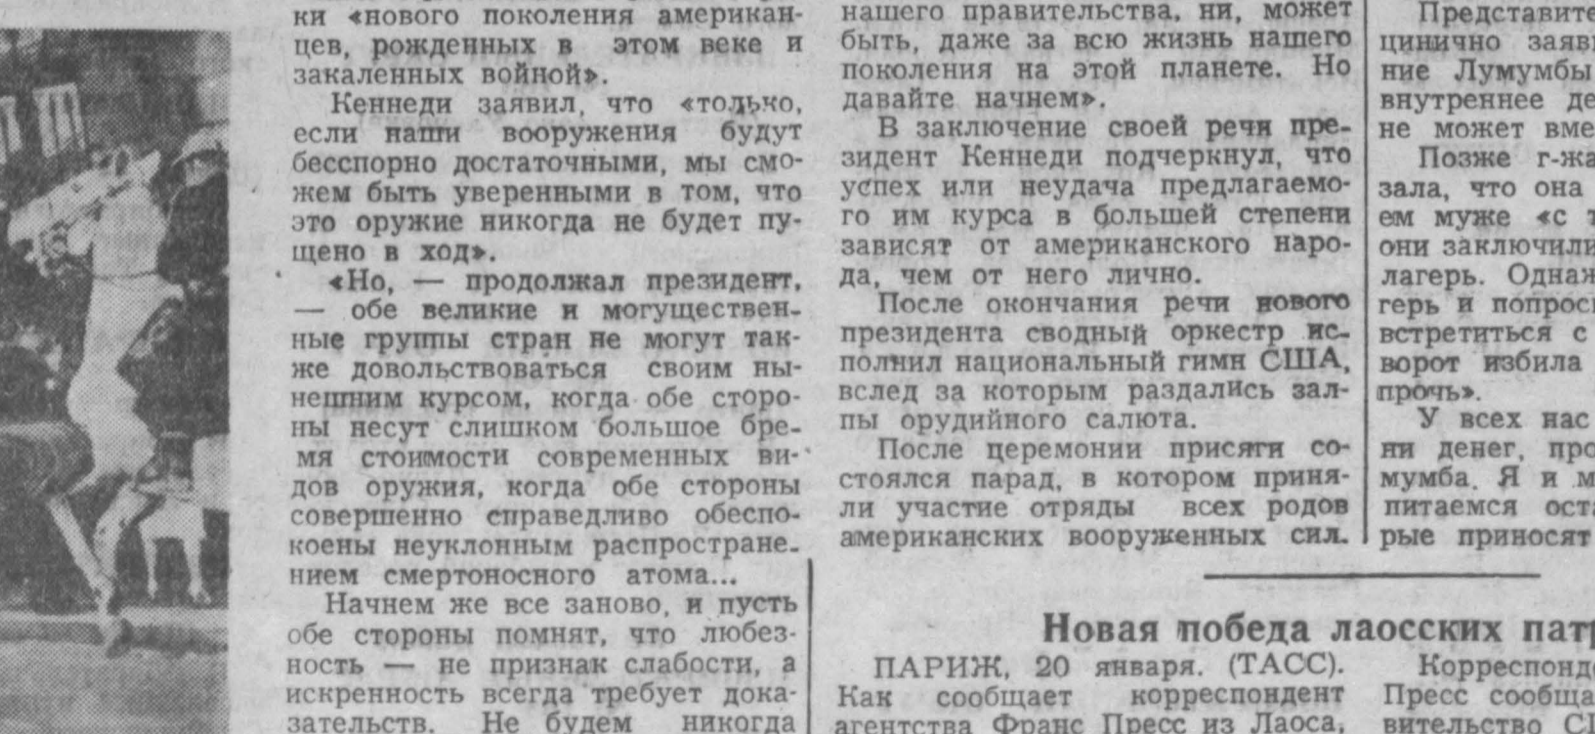 ки «нового поколения американ-
цев, рожденных в этом веке и
закаленных войной».
Кеннеди заявил, что «только,
если наши вооружения будут
бесспорно достаточными, мы смо-
жем быть уверенными в том, что
это оружие никогда не будет пу-
щено в ход».
«Но, — продолжал президент,
— обе великие и могуществен-
ные группы стран не могут так-
же довольствоваться своим ны-
нешним курсом, когда обе сторо-
ны несут слишком большое бре-
мя стоимости современных ви-
дов оружия, когда обе стороны
совершенно справедливо обеспо-
коены неуклонным распростране-
нием смертоносного атома...
Начнем же все заново, и пусть
обе стороны помнят, что любез-
ность — не признак слабости, а
искренность всегда требует дока-
зательств. Не будем никогда
нашего правительства, ни, может
быть, даже за всю жизнь нашего
поколения на этой планете. Но
давайте начнем».
В заключение своей речи пре-
зидент Кеннеди подчеркнул, что
успех или неудача предлагаемо-
го им курса в большей степени
зависят от американского наро-
да, чем от него лично.
После окончания речи нового
президента сводный оркестр ис-
полнил национальный гимн США,
вслед за которым раздались зал-
пы орудийного салюта.
После церемонии присяги со-
стоялся парад, в котором приня-
ли участие отряды всех родов
американских вооруженных сил.
Представите
цинично заяв
ние Лумумбы
внутреннее де
не может вме
Позже г-жа
зала, что она
ем муже «с
они заключили
лагерь. Однаж
герь и попрос
встретиться с
ворот избила
прочь».
У всех нас
ни денег, про
мумба. Я и м
питаемся ост
рые приносят
Новая победа лаосских пат
ПАРИЖ, 20 января. (ТАСС).
Как сообщает корреспондент
агентства Франс Пресс из Лаоса,
Корреспонд
Пресс сообща
вительство С